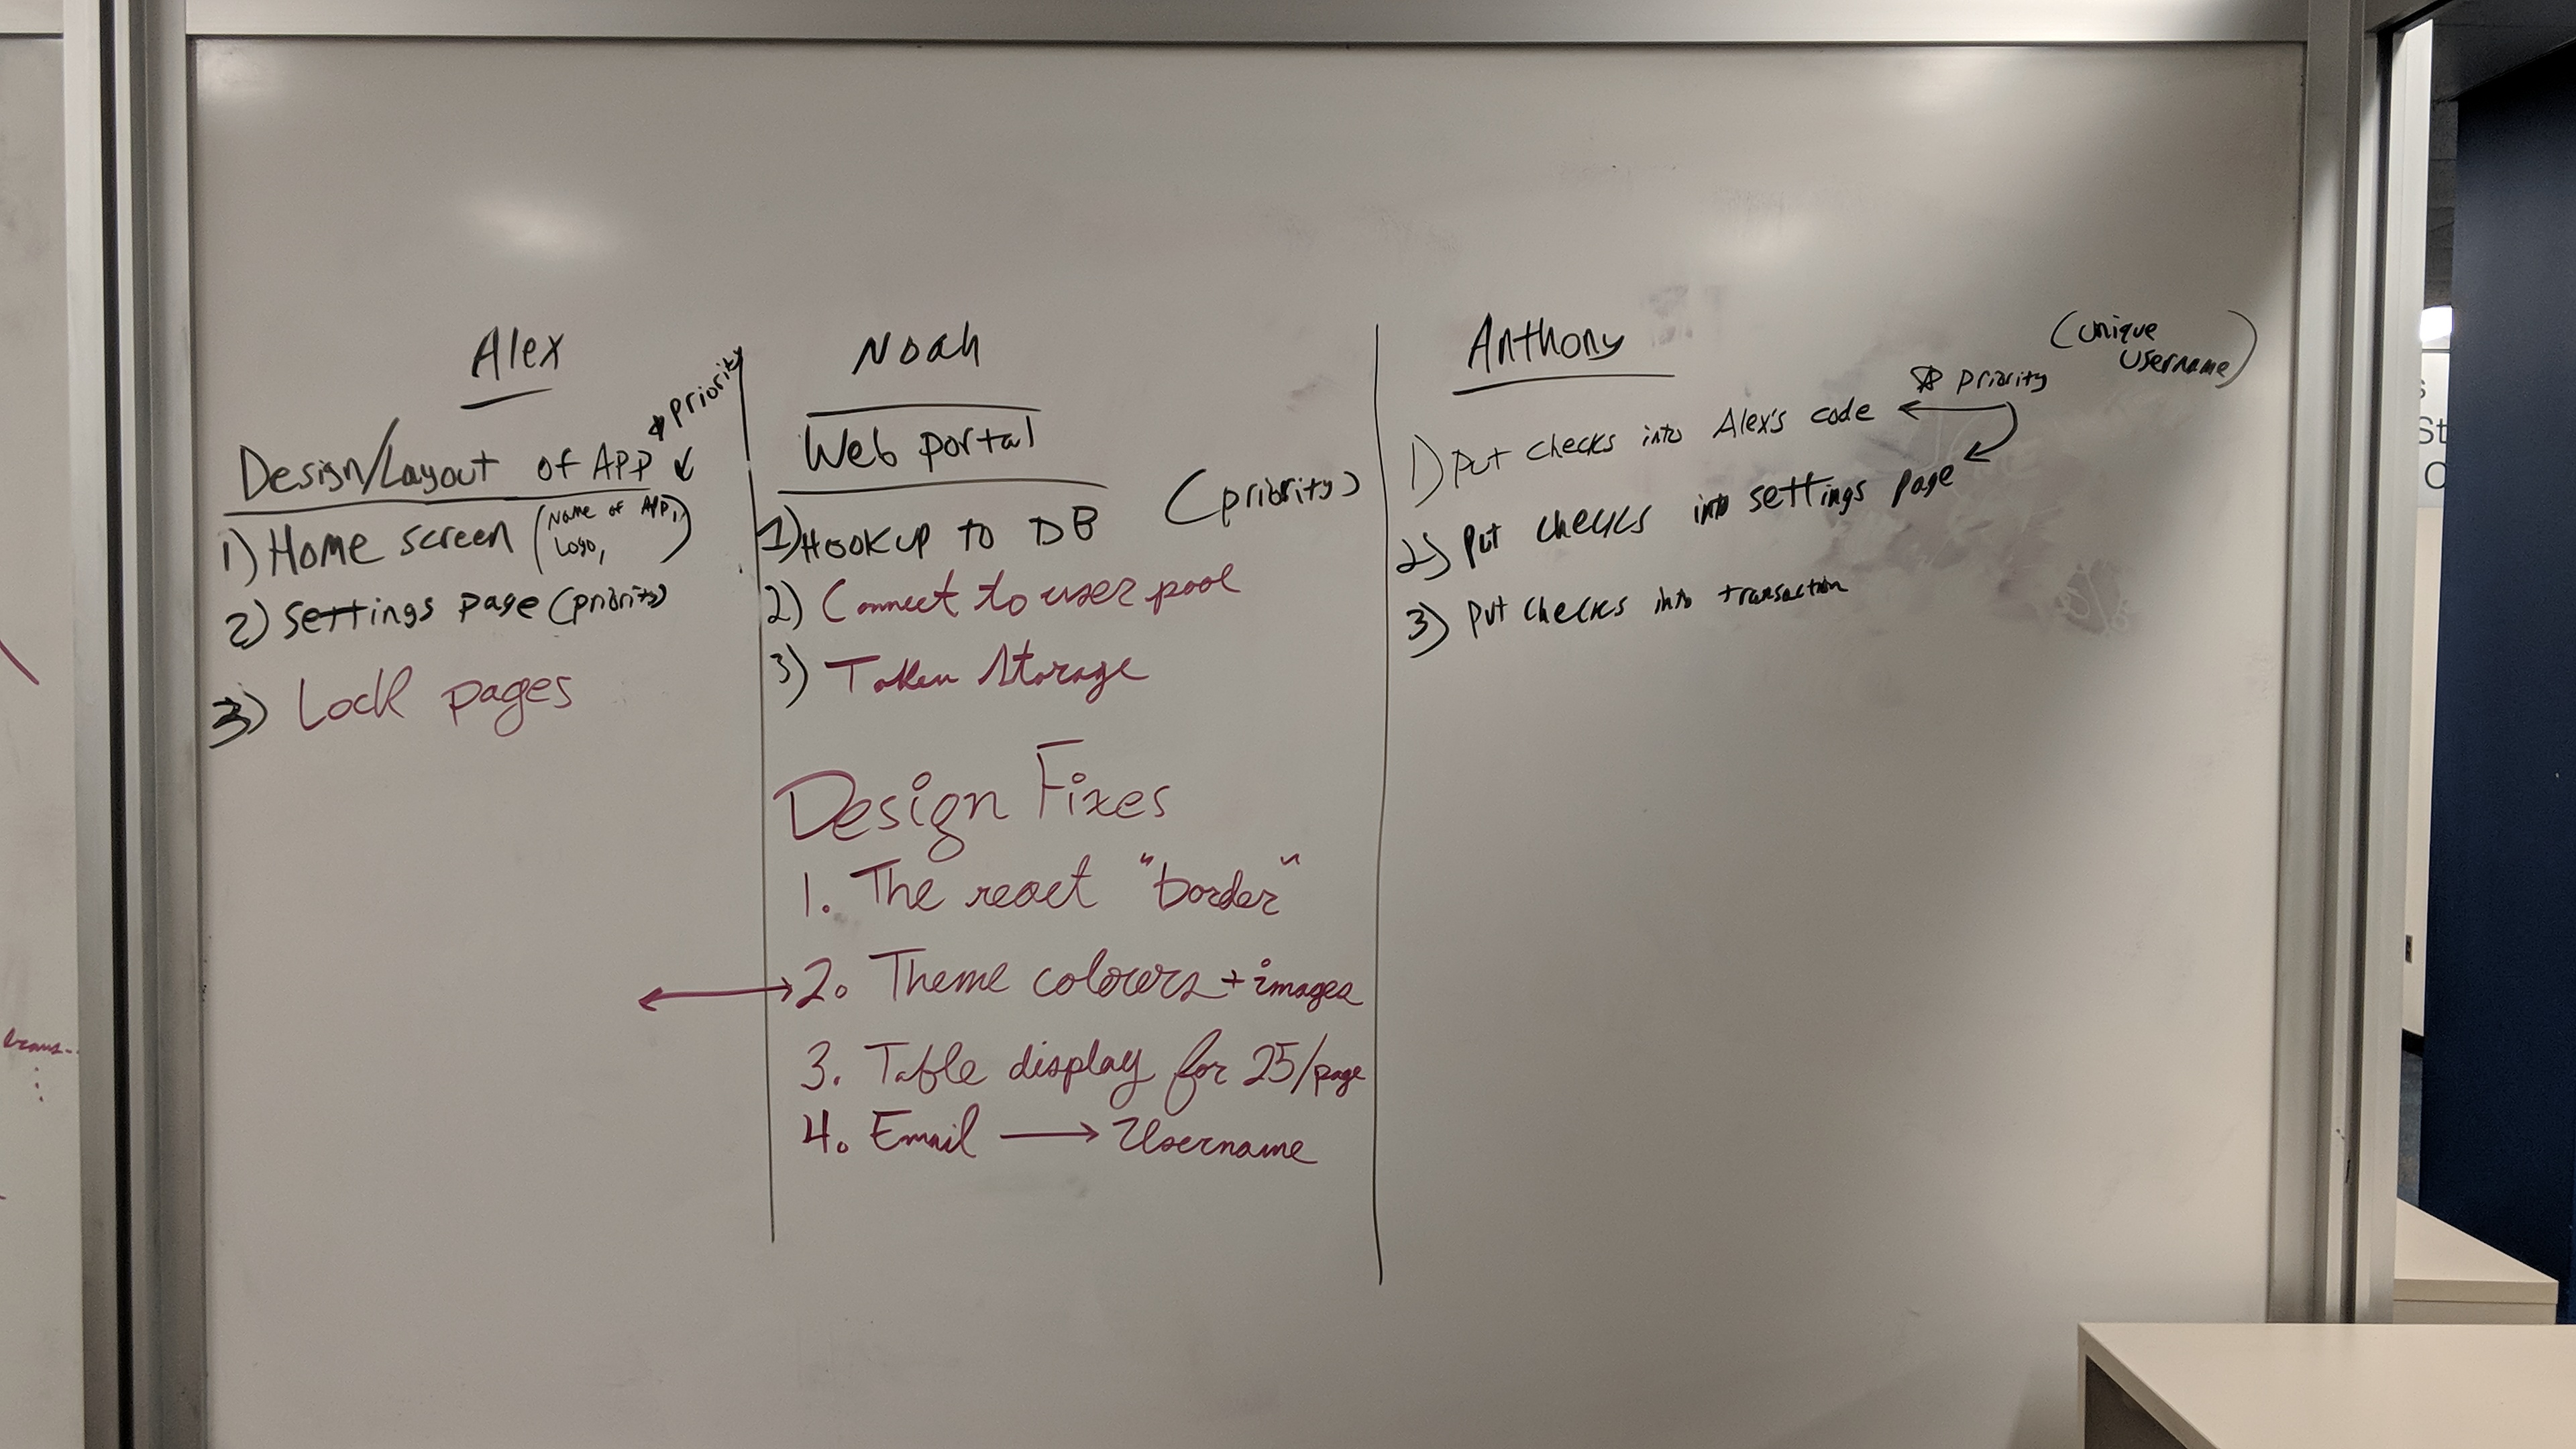 Alex
*priority
Design/Layout of APP
1) Home screen (Name of APP,
Logo, )
2) Settings page (priority)
3) Lock pages
Noah
Web portal
(priority)
1) Hookup to DB
2) Connect to user pool
3) Token Storage
Design Fixes
1. The react "border"
2. Theme colours + images
3. Table display for 25/page
4. Email → Username
Anthony
(unique
username)
* priority
1) Put checks into Alex's code
2) Put checks into settings page
3) Put checks into transaction
St